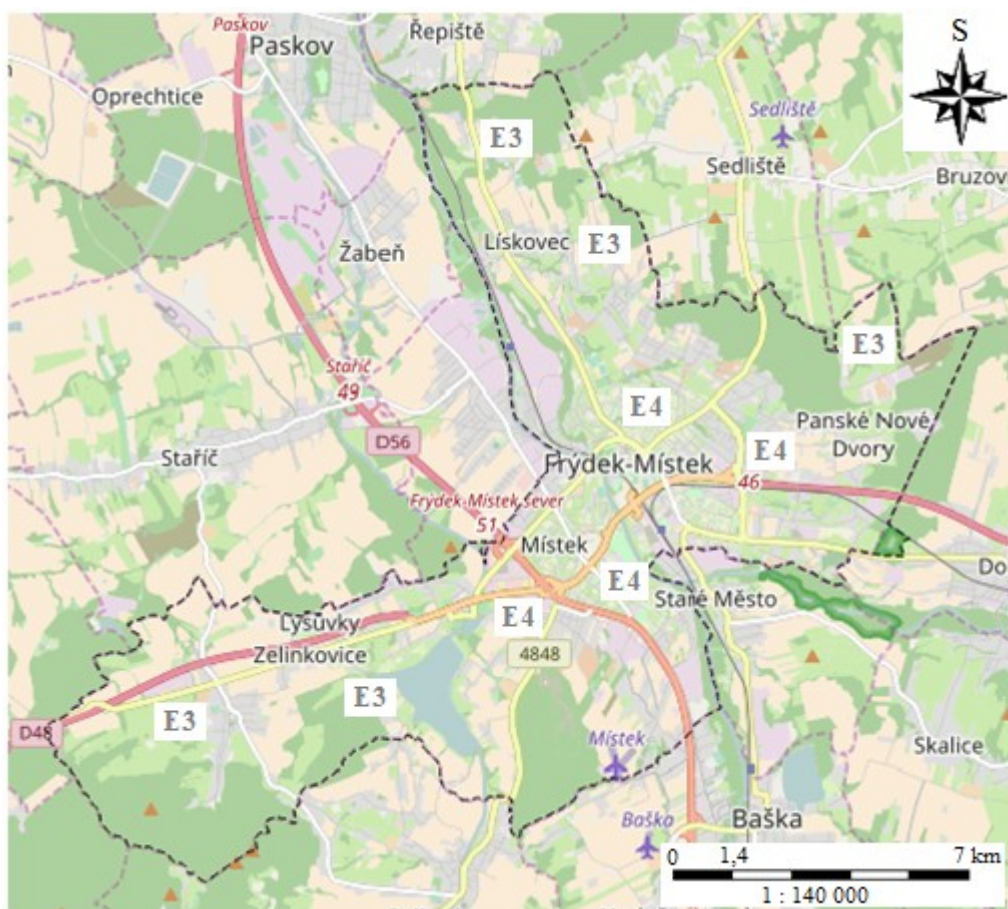 Paskov
Řepiště
S
Paskov
Oprechtice
Sedliště
E3
Sedliště
Bruzov
Lískovec
E3
Žabeň
E3
Stařič
49
E4
D56
Panské Nové
Dvory
Staříč
E4
Frýdek-Místek
46
Frýdek-Místek sever
51
Místek
Do
E4
Staré Město
Lysůvky
E4
Zelinkovice
4848
E3
E3
D48
Místek
Skalice
Baška
Baška
0 1,4 7 km
1 : 140 000